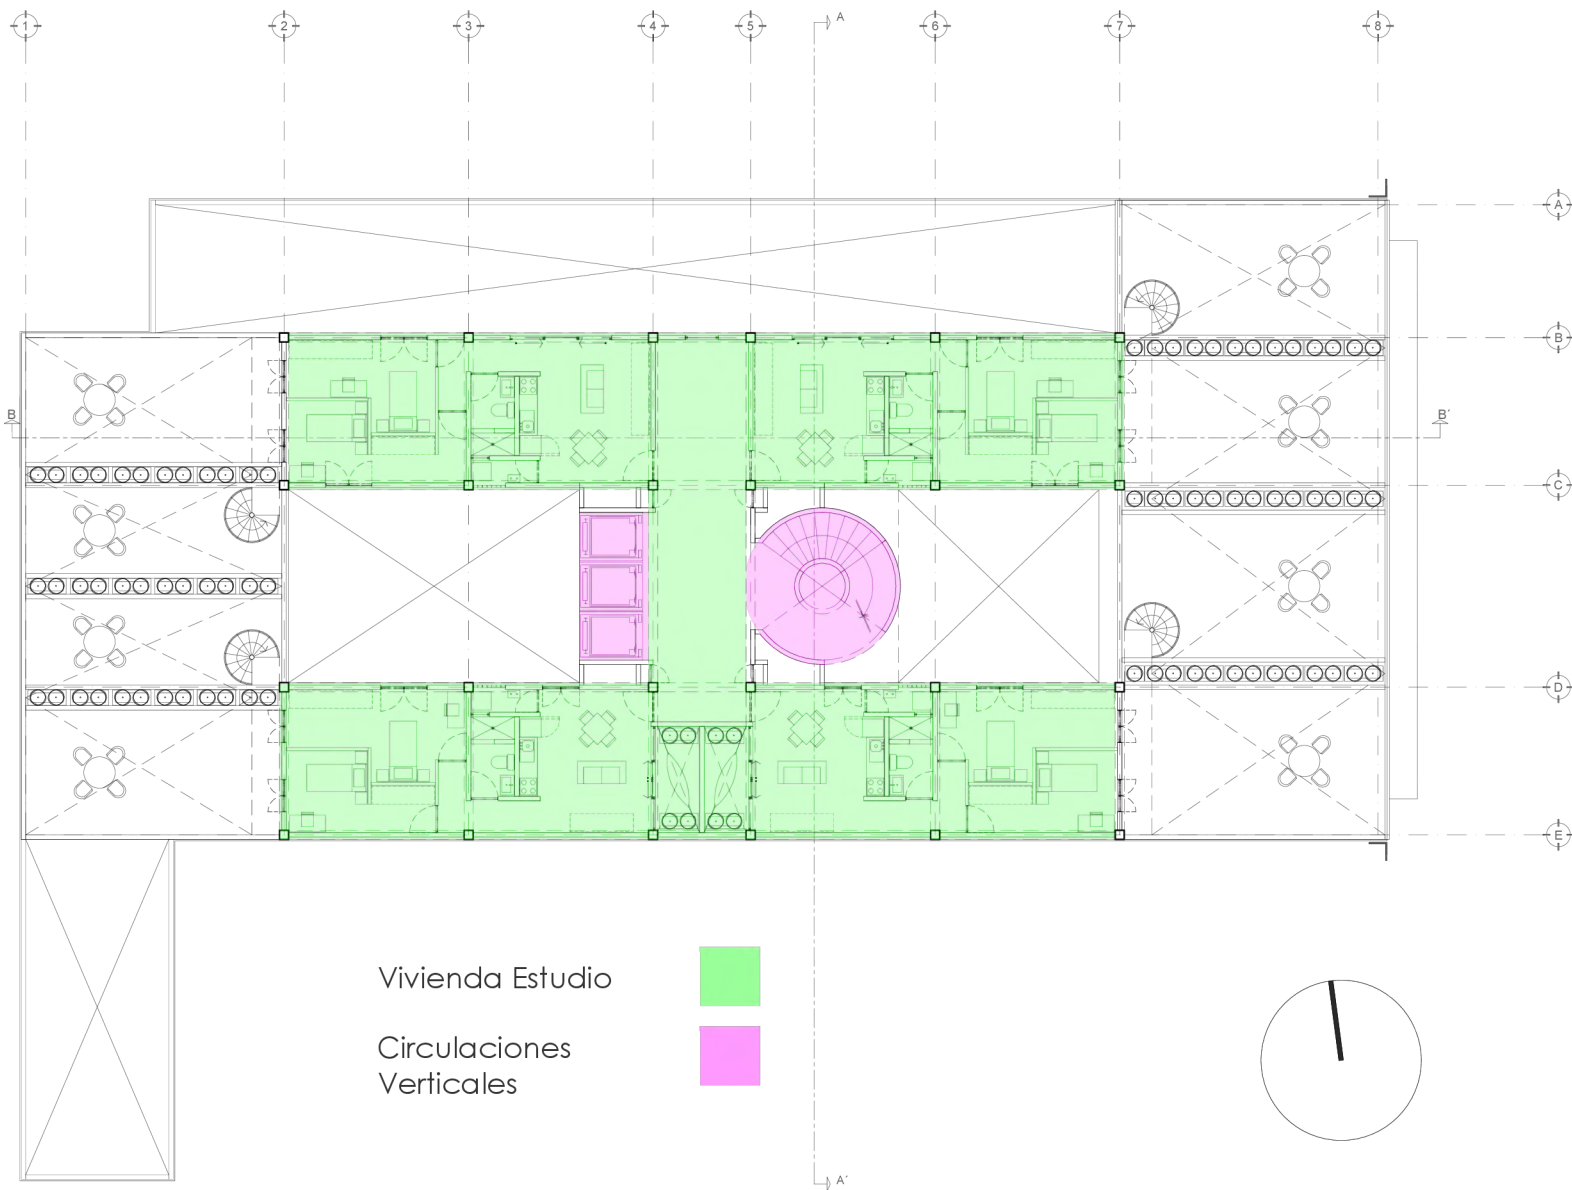 1 2 3 4 5 6 7 8
A
A
B
B
B´
C
D
E
Vivienda Estudio
Circulaciones
Verticales
A´